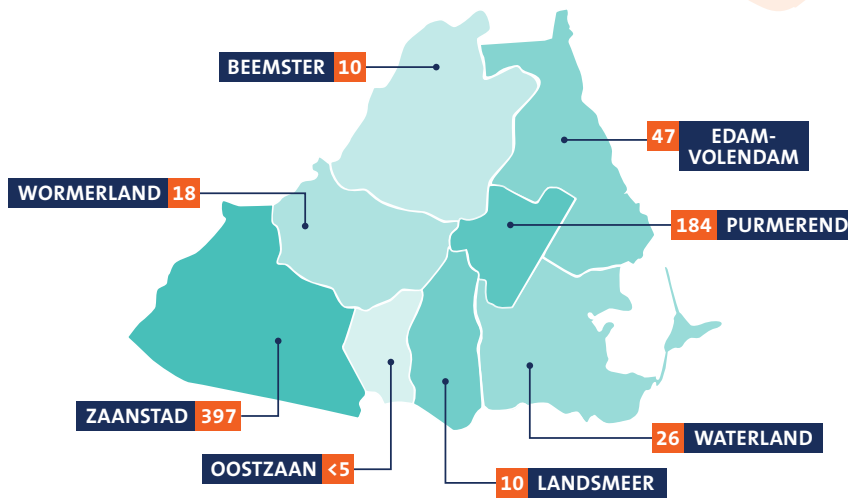 BEEMSTER 10
47 EDAM-
VOLENDAM
WORMERLAND 18
184 PURMEREND
ZAANSTAD 397
26 WATERLAND
OOSTZAAN <5
10 LANDSMEER